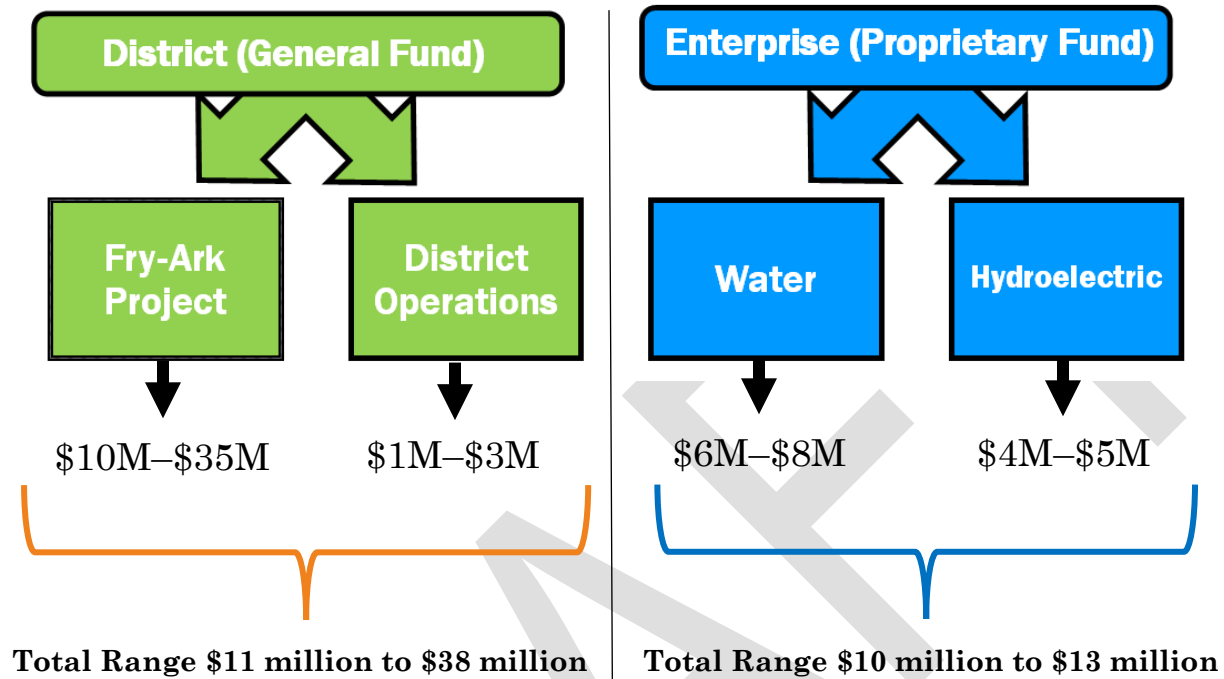 District (General Fund)
Enterprise (Proprietary Fund)
Fry-Ark
Project
District
Operations
Water
Hydroelectric
$10M–$35M
$1M–$3M
$6M–$8M
$4M–$5M
Total Range $11 million to $38 million
Total Range $10 million to $13 million